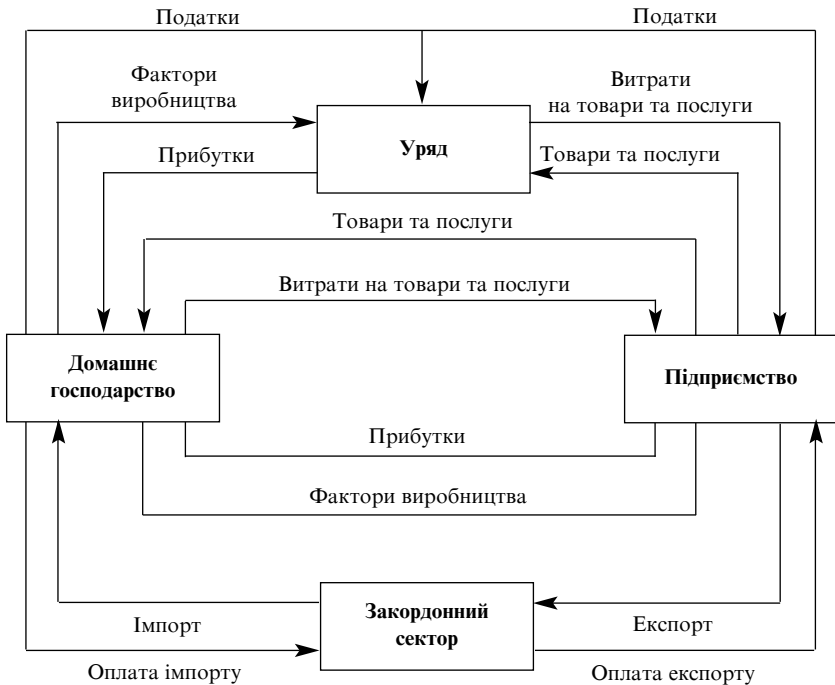 Податки
Податки
Фактори
виробництва
Витрати
на товари та послуги
Уряд
Прибутки
Товари та послуги
Товари та послуги
Витрати на товари та послуги
Домашнє
господарство
Підприємство
Прибутки
Фактори виробництва
Закордонний
сектор
Імпорт
Експорт
Оплата імпорту
Оплата експорту